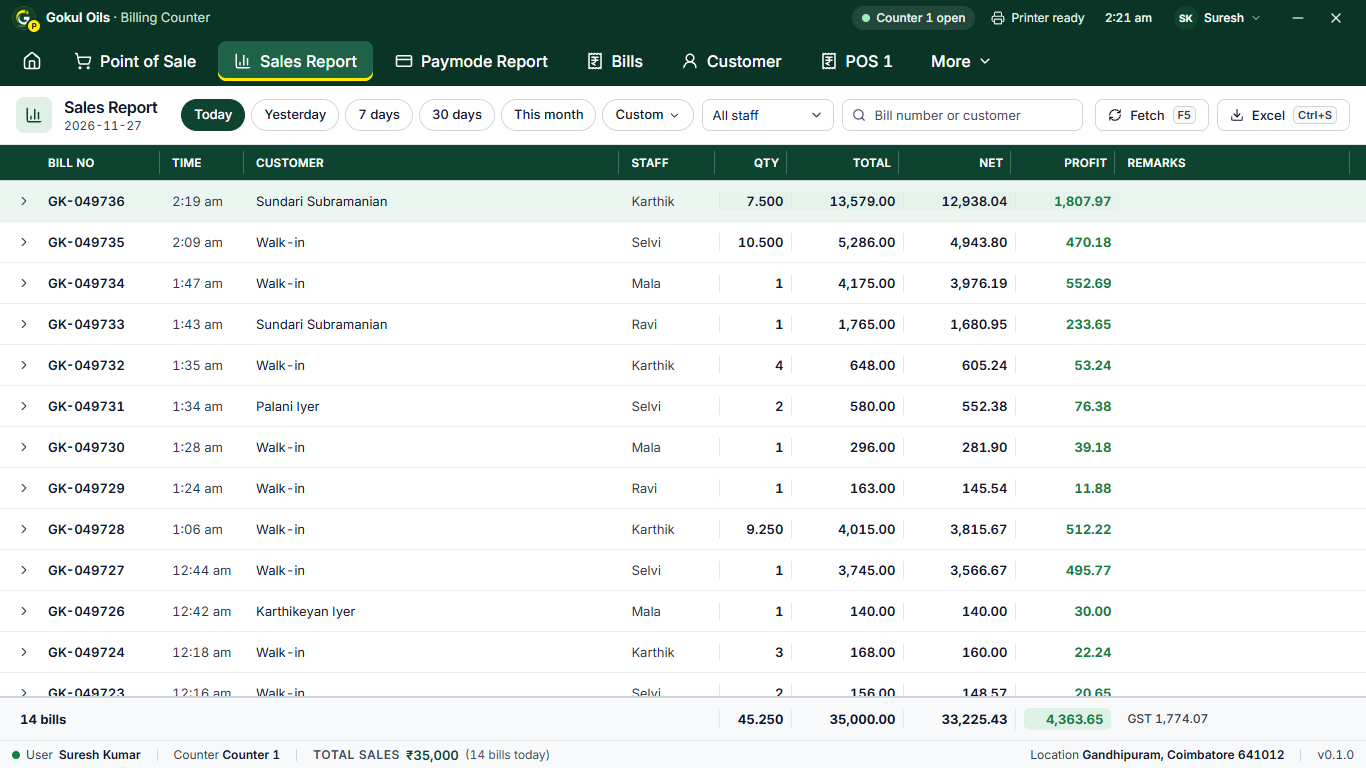 Gokul Oils · Billing Counter
Counter 1 open
Printer ready
2:21 am
SK Suresh
Point of Sale
Sales Report
Paymode Report
Bills
Customer
POS 1
More
Sales Report
2026-11-27
Today
Yesterday
7 days
30 days
This month
Custom
All staff
Bill number or customer
Fetch F5
Excel Ctrl+S
BILL NO TIME CUSTOMER STAFF QTY TOTAL NET PROFIT REMARKS
GK-049736 2:19 am Sundari Subramanian Karthik 7.500 13,579.00 12,938.04 1,807.97
GK-049735 2:09 am Walk-in Selvi 10.500 5,286.00 4,943.80 470.18
GK-049734 1:47 am Walk-in Mala 1 4,175.00 3,976.19 552.69
GK-049733 1:43 am Sundari Subramanian Ravi 1 1,765.00 1,680.95 233.65
GK-049732 1:35 am Walk-in Karthik 4 648.00 605.24 53.24
GK-049731 1:34 am Palani Iyer Selvi 2 580.00 552.38 76.38
GK-049730 1:28 am Walk-in Mala 1 296.00 281.90 39.18
GK-049729 1:24 am Walk-in Ravi 1 163.00 145.54 11.88
GK-049728 1:06 am Walk-in Karthik 9.250 4,015.00 3,815.67 512.22
GK-049727 12:44 am Walk-in Selvi 1 3,745.00 3,566.67 495.77
GK-049726 12:42 am Karthikeyan Iyer Mala 1 140.00 140.00 30.00
GK-049724 12:18 am Walk-in Karthik 3 168.00 160.00 22.24
GK-049723 12:16 am Walk-in Selvi 2 156.00 148.57 20.65
14 bills 45.250 35,000.00 33,225.43 4,363.65 GST 1,774.07
User Suresh Kumar
Counter Counter 1
TOTAL SALES ₹35,000 (14 bills today)
Location Gandhipuram, Coimbatore 641012
v0.1.0